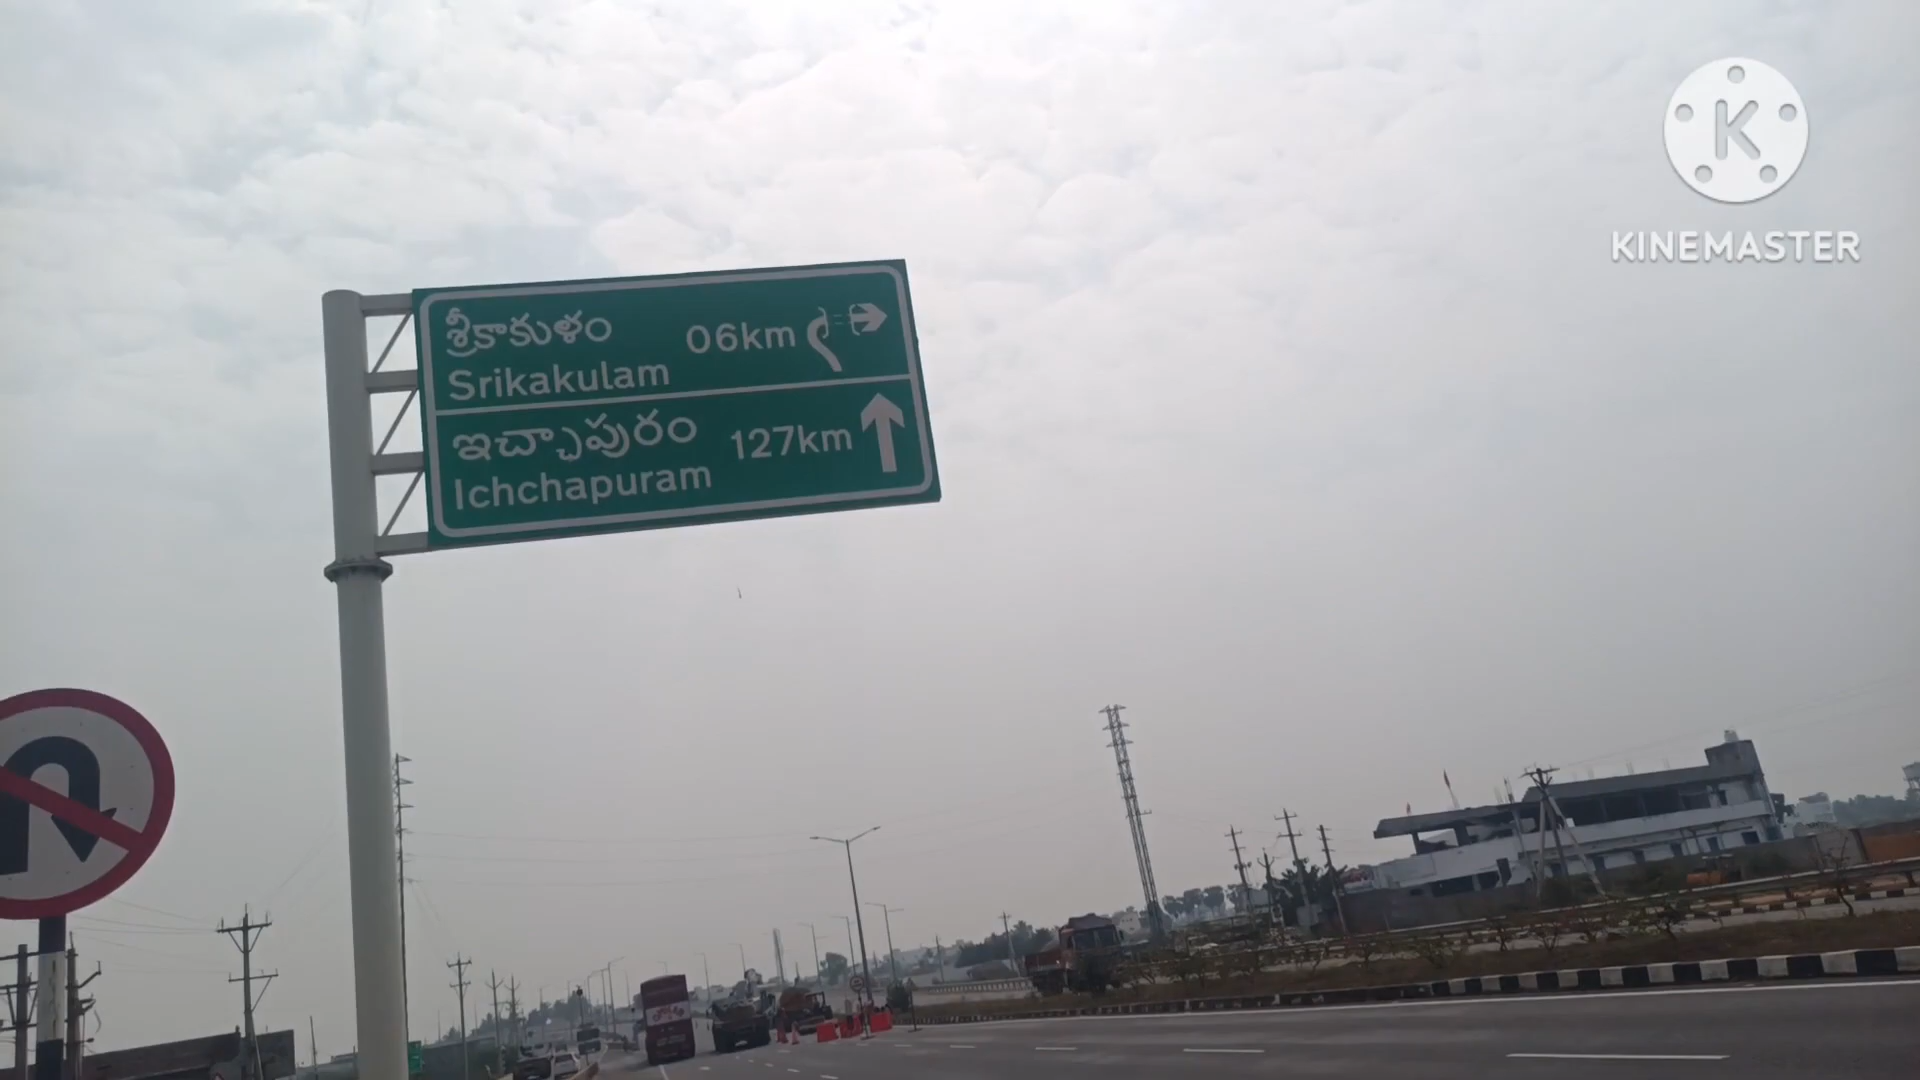 శ్రీకాకుళం
Srikakulam
06km
ఇచ్ఛాపురం
Ichchapuram
127km
K
KINEMASTER